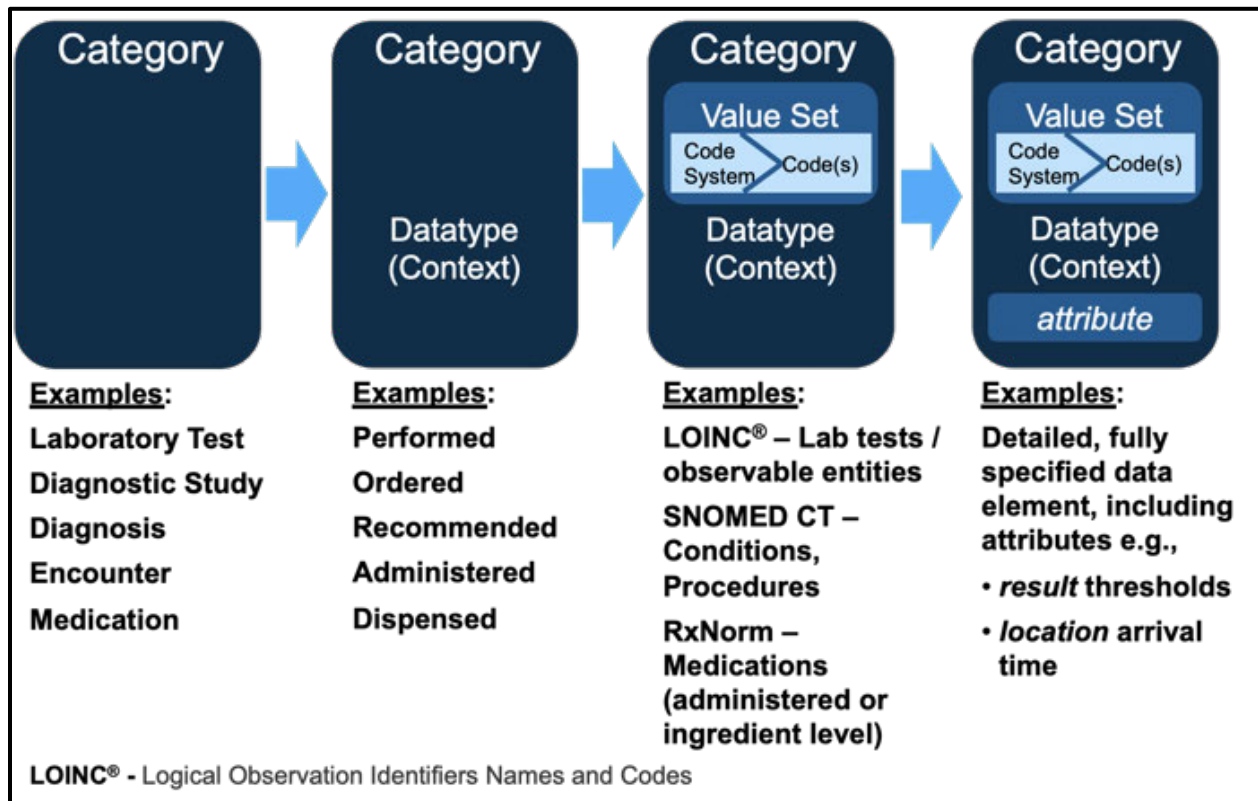 Category
Category
Category
Category
Value Set
Code
System
Code(s)
Value Set
Code
System
Code(s)
Datatype
(Context)
Datatype
(Context)
Datatype
(Context)
attribute
Examples:
Laboratory Test
Diagnostic Study
Diagnosis
Encounter
Medication
Examples:
Performed
Ordered
Recommended
Administered
Dispensed
Examples:
LOINC® – Lab tests /
observable entities
SNOMED CT –
Conditions,
Procedures
RxNorm –
Medications
(administered or
ingredient level)
Examples:
Detailed, fully
specified data
element, including
attributes e.g.,
• result thresholds
• location arrival
time
LOINC® - Logical Observation Identifiers Names and Codes